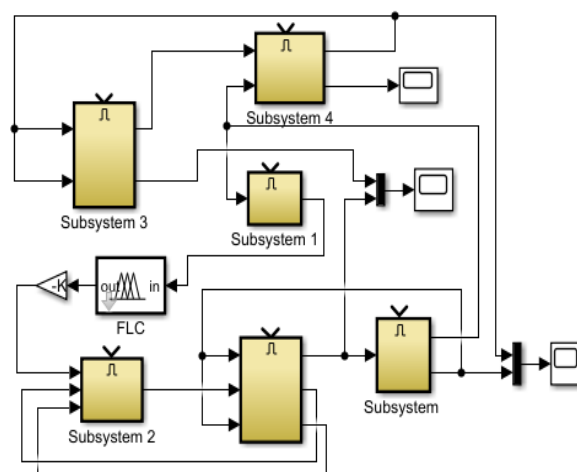 Subsystem 4
Subsystem 3
Subsystem 1
-K
out
in
FLC
Subsystem 2
Subsystem